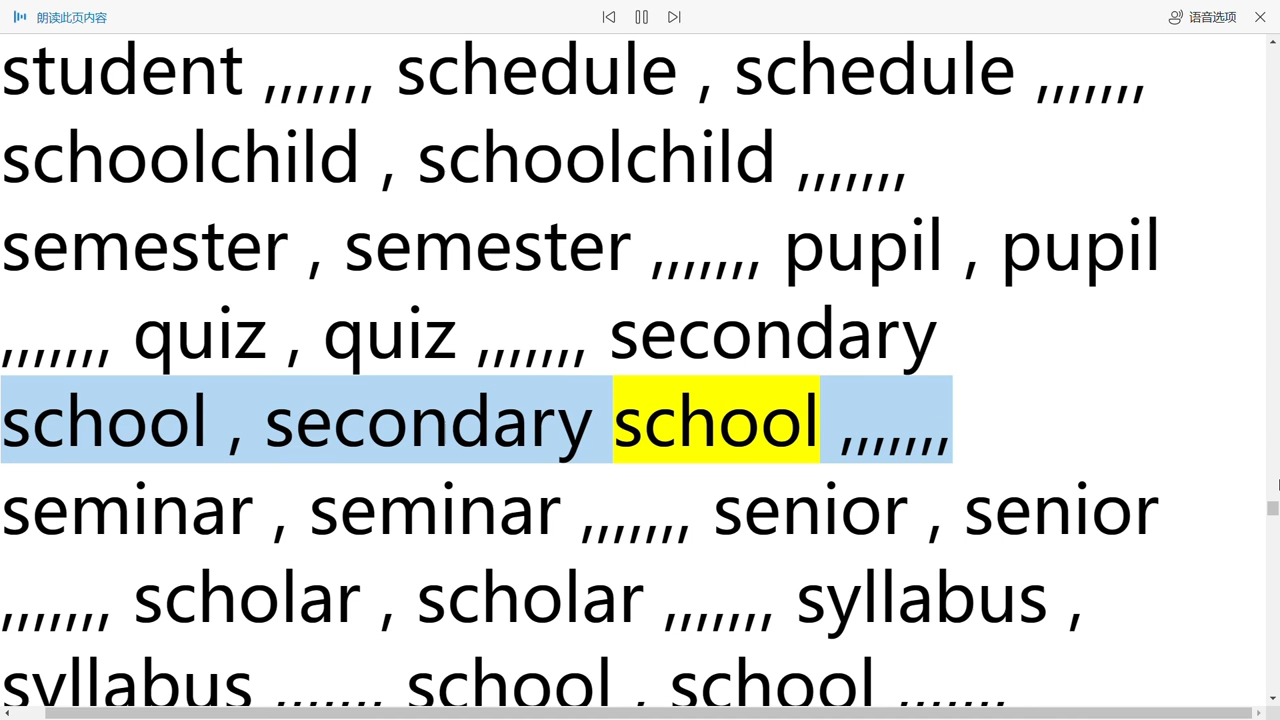 朗读此页内容 语音选项
student ,,,,,,, schedule , schedule ,,,,,,,
schoolchild , schoolchild ,,,,,,,
semester , semester ,,,,,,, pupil , pupil
,,,,,,, quiz , quiz ,,,,,,, secondary
school , secondary school ,,,,,,,
seminar , seminar ,,,,,,, senior , senior
,,,,,,, scholar , scholar ,,,,,,, syllabus ,
syllabus ,,,,,,, school , school ,,,,,,,